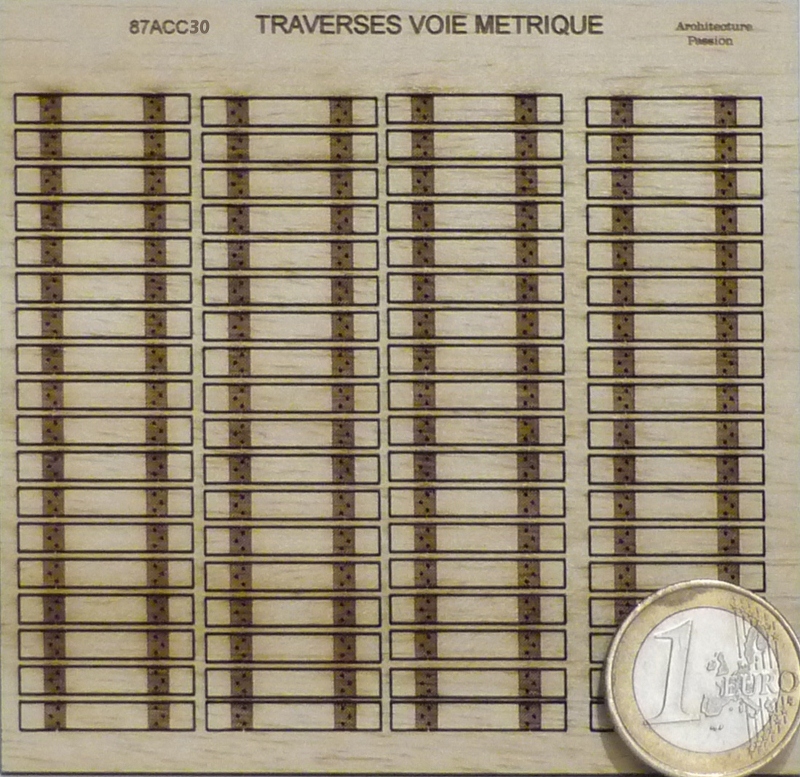 87ACC30 TRAVERSES VOIE METRIQUE
Architecture
Passion
1 EURO